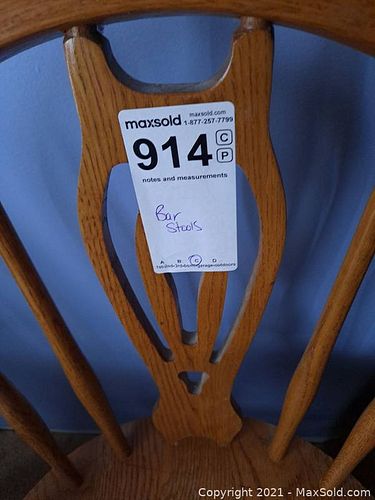 maxsold
maxsold.com
1-877-257-7799
914
C
P
notes and measurements
Bar
Stools
A B C D
Copyright © 2021 - MaxSold.com